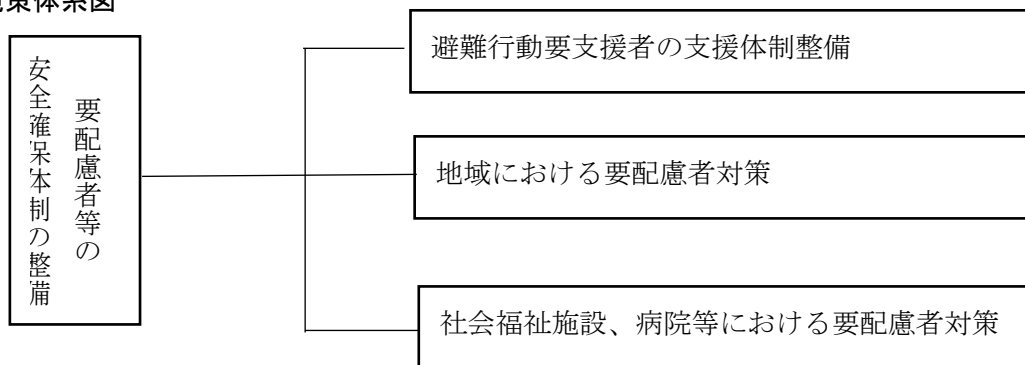 施策体系図
要配慮者等の
安全確保体制の整備
避難行動要支援者の支援体制整備
地域における要配慮者対策
社会福祉施設、病院等における要配慮者対策